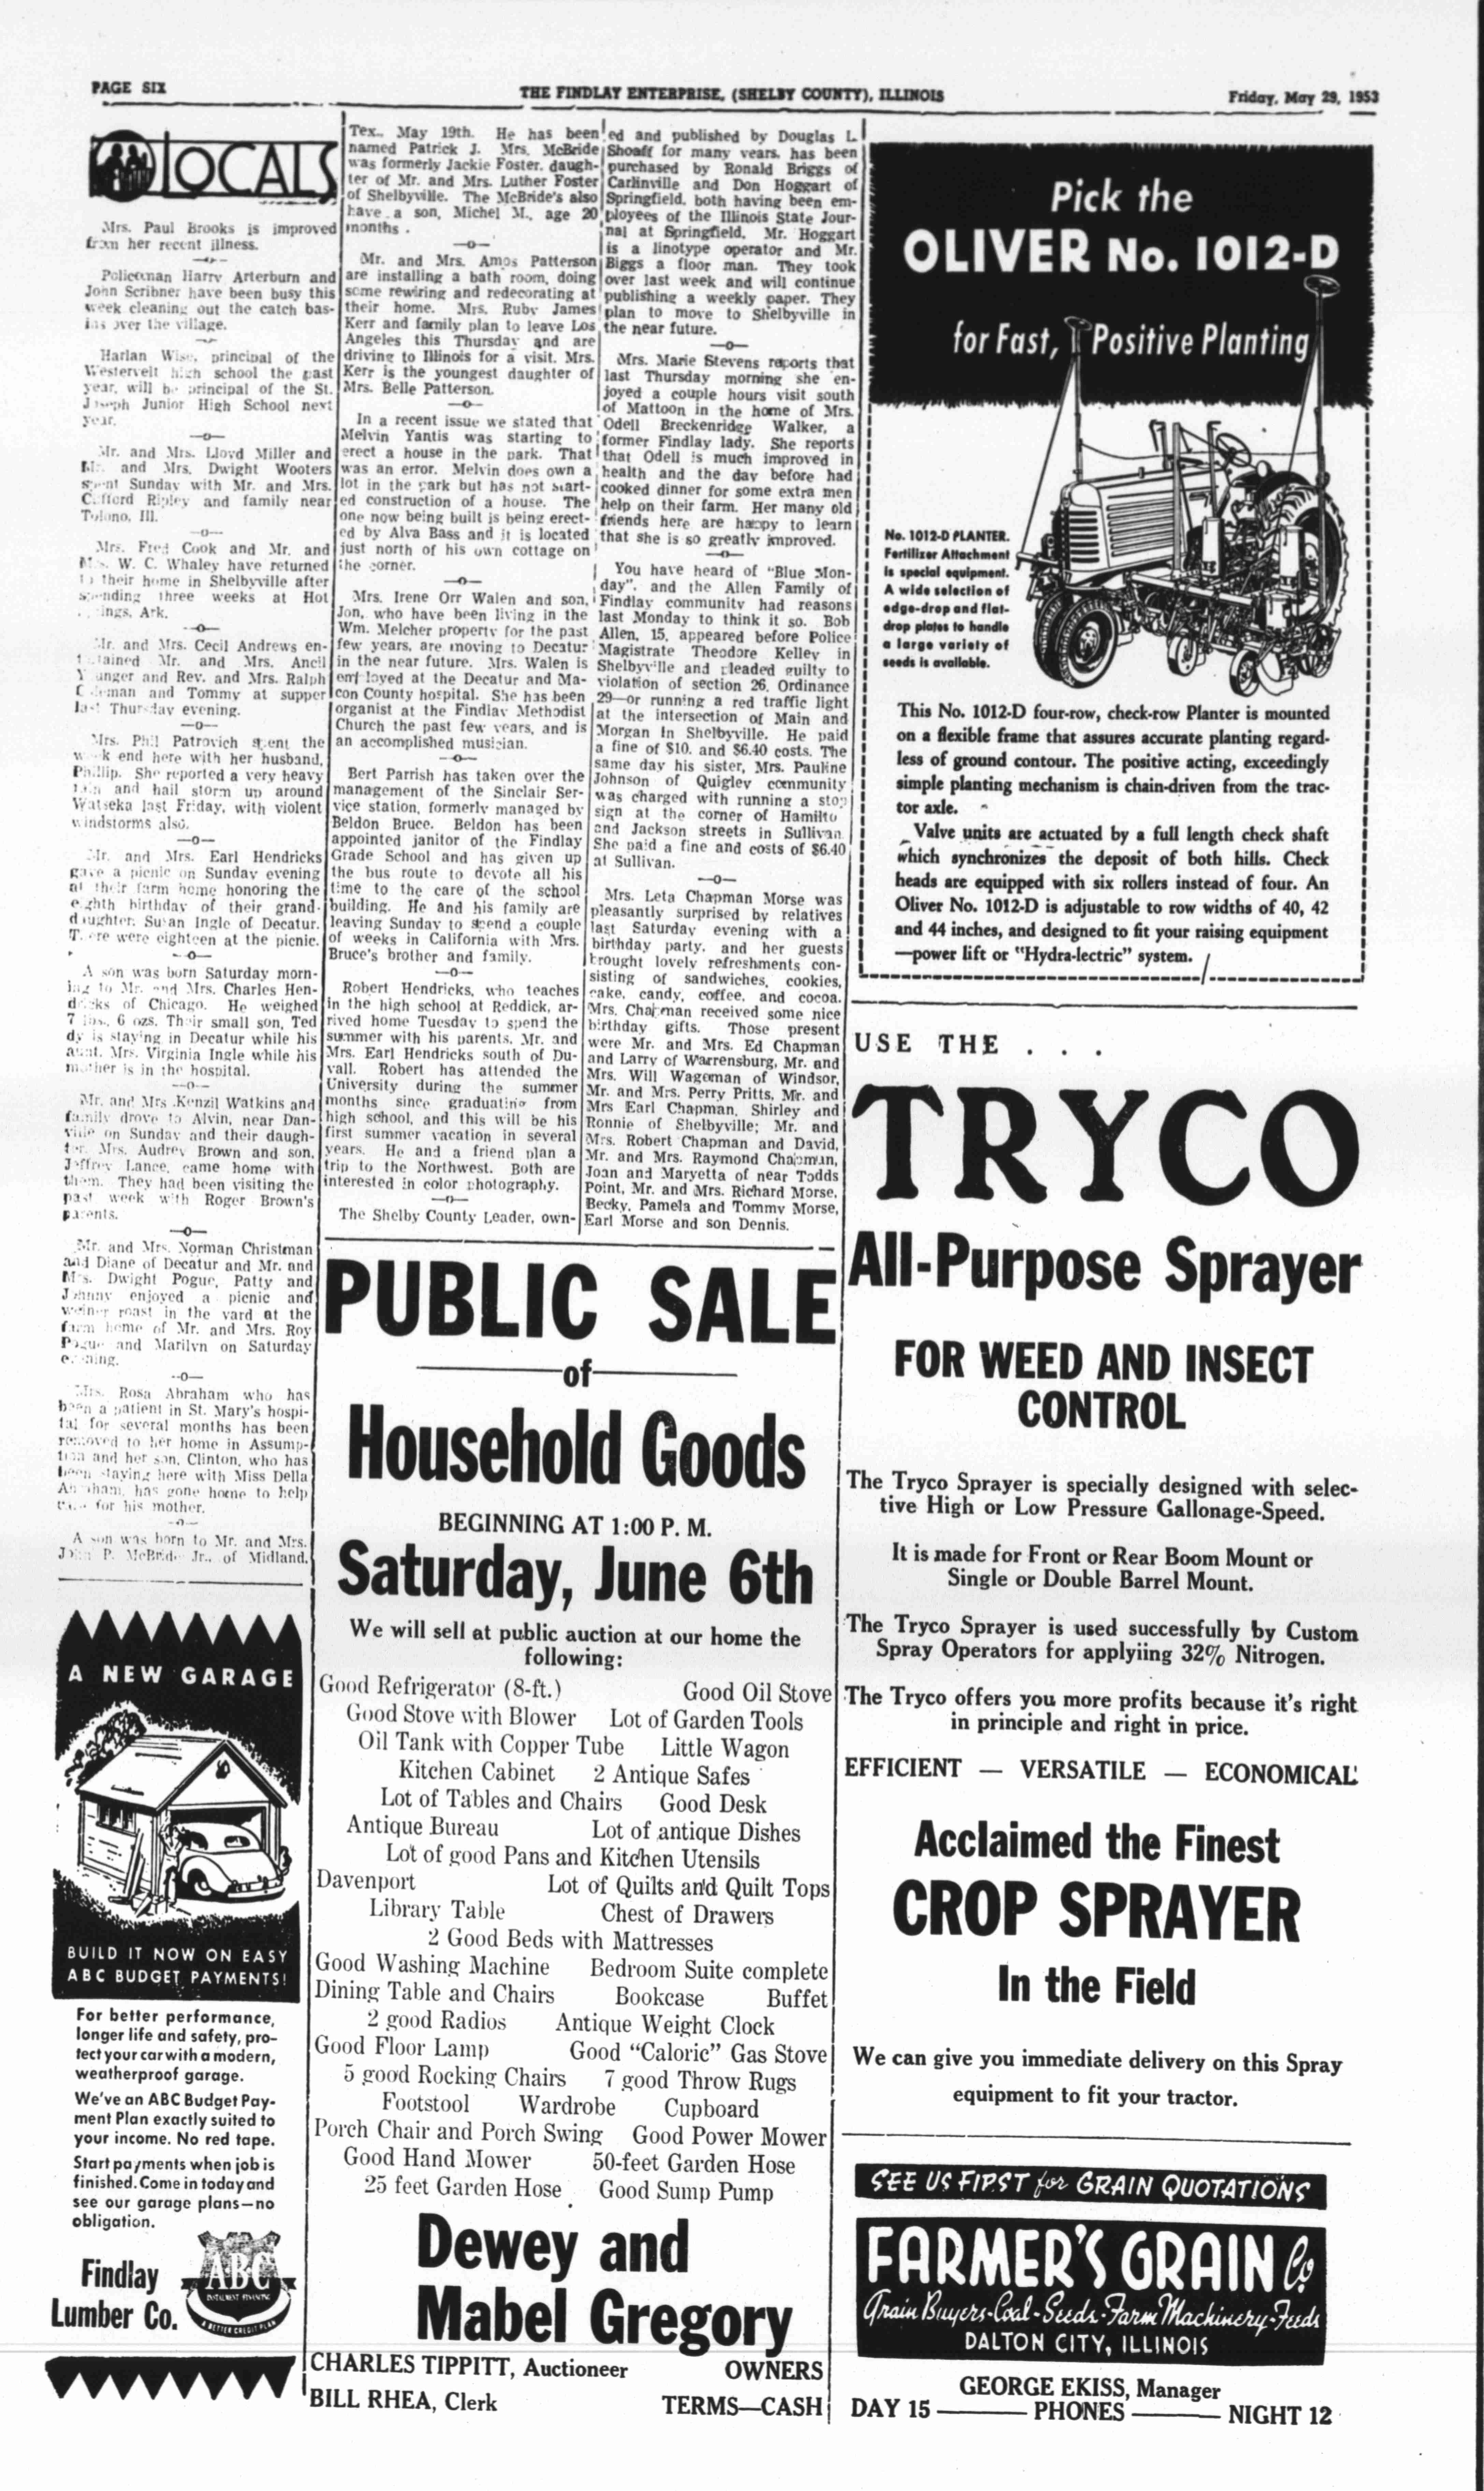 PAGE SIX
THE FINDLAY ENTERPRISE, (SHELBY COUNTY), ILLINOIS
Friday, May 29, 1953
LOCALS
Mrs. Paul Brooks is improved
from her recent illness.
—o—
Policeman Harry Arterburn and
John Scribner have been busy this
week cleaning out the catch bas-
ins over the village.
Harlan Wise, principal of the
Westervelt high school the past
year, will be principal of the St.
Joseph Junior High School next
year.
—o—
Mr. and Mrs. Lloyd Miller and
Mr. and Mrs. Dwight Wooters
spent Sunday with Mr. and Mrs.
Clifford Ripley and family near
Tolono, Ill.
—o—
Mrs. Fred Cook and Mr. and
Mrs. W. C. Whaley have returned
to their home in Shelbyville after
spending three weeks at Hot
Springs, Ark.
—o—
Mr. and Mrs. Cecil Andrews en-
tertained Mr. and Mrs. Ancil
Younger and Rev. and Mrs. Ralph
Coleman and Tommy at supper
last Thursday evening.
—o—
Mrs. Phil Patrovich spent the
week end here with her husband,
Phillip. She reported a very heavy
rain and hail storm up around
Watseka last Friday, with violent
windstorms also.
—o—
Mr. and Mrs. Earl Hendricks
gave a picnic on Sunday evening
at their farm home honoring the
eighth birthday of their grand-
daughter, Susan Ingle of Decatur.
There were eighteen at the picnic.
—o—
A son was born Saturday morn-
ing to Mr. and Mrs. Charles Hen-
dricks of Chicago. He weighed
7 lbs., 6 ozs. Their small son, Ted
dy is staying in Decatur while his
aunt, Mrs. Virginia Ingle while his
mother is in the hospital.
—o—
Mr. and Mrs .Kenzil Watkins and
family drove to Alvin, near Dan-
ville on Sunday and their daugh-
ter, Mrs. Audrey Brown and son,
Jeffrey Lance, came home with
them. They had been visiting the
past week with Roger Brown's
parents.
—o—
Mr. and Mrs. Norman Christman
and Diane of Decatur and Mr. and
Mrs. Dwight Pogue, Patty and
Johnny enjoyed a picnic and
weiner roast in the yard at the
farm home of Mr. and Mrs. Roy
Pogue and Marilyn on Saturday
evening.
--o—
Mrs. Rosa Abraham who has
been a patient in St. Mary's hospi-
tal for several months has been
removed to her home in Assump-
tion and her son, Clinton, who has
been staying here with Miss Della
Abraham, has gone home to help
care for his mother.
—o—
A son was born to Mr. and Mrs.
John P. McBride Jr., of Midland,
Tex., May 19th. He has been
named Patrick J. Mrs. McBride
was formerly Jackie Foster, daugh-
ter of Mr. and Mrs. Luther Foster
of Shelbyville. The McBride's also
have a son, Michel M., age 20
months .
—o—
Mr. and Mrs. Amos Patterson
are installing a bath room, doing
some rewiring and redecorating at
their home. Mrs. Ruby James
Kerr and family plan to leave Los
Angeles this Thursday and are
driving to Illinois for a visit. Mrs.
Kerr is the youngest daughter of
Mrs. Belle Patterson.
—o—
In a recent issue we stated that
Melvin Yantis was starting to
erect a house in the park. That
was an error. Melvin does own a
lot in the park but has not start-
ed construction of a house. The
one now being built is being erect-
ed by Alva Bass and it is located
just north of his own cottage on
the corner.
—o—
Mrs. Irene Orr Walen and son,
Jon, who have been living in the
Wm. Melcher property for the past
few years, are moving to Decatur
in the near future. Mrs. Walen is
employed at the Decatur and Ma-
con County hospital. She has been
organist at the Findlay Methodist
Church the past few years, and is
an accomplished musician.
—o—
Bert Parrish has taken over the
management of the Sinclair Ser-
vice station, formerly managed by
Beldon Bruce. Beldon has been
appointed janitor of the Findlay
Grade School and has given up
the bus route to devote all his
time to the care of the school
building. He and his family are
leaving Sunday to spend a couple
of weeks in California with Mrs.
Bruce's brother and family.
—o—
Robert Hendricks, who teaches
in the high school at Reddick, ar-
rived home Tuesday to spend the
summer with his parents, Mr. and
Mrs. Earl Hendricks south of Du-
vall. Robert has attended the
University during the summer
months since graduating from
high school, and this will be his
first summer vacation in several
years. He and a friend plan a
trip to the Northwest. Both are
interested in color photography.
—o—
The Shelby County Leader, own-
ed and published by Douglas L.
Shoaff for many years, has been
purchased by Ronald Briggs of
Carlinville and Don Hoggart of
Springfield, both having been em-
ployees of the Illinois State Jour-
nal at Springfield. Mr. Hoggart
is a linotype operator and Mr.
Biggs a floor man. They took
over last week and will continue
publishing a weekly paper. They
plan to move to Shelbyville in
the near future.
—o—
Mrs. Marie Stevens reports that
last Thursday morning she en-
joyed a couple hours visit south
of Mattoon in the home of Mrs.
Odell Breckenridge Walker, a
former Findlay lady. She reports
that Odell is much improved in
health and the day before had
cooked dinner for some extra men
help on their farm. Her many old
friends here are happy to learn
that she is so greatly improved.
—o—
You have heard of "Blue Mon-
day", and the Allen Family of
Findlay community had reasons
last Monday to think it so. Bob
Allen, 15, appeared before Police
Magistrate Theodore Kelley in
Shelbyville and pleaded guilty to
violation of section 26, Ordinance
29—or running a red traffic light
at the intersection of Main and
Morgan In Shelbyville. He paid
a fine of $10. and $6.40 costs. The
same day his sister, Mrs. Pauline
Johnson of Quigley community
was charged with running a stop
sign at the corner of Hamilto
and Jackson streets in Sullivan.
She paid a fine and costs of $6.40
at Sullivan.
—o—
Mrs. Leta Chapman Morse was
pleasantly surprised by relatives
last Saturday evening with a
birthday party, and her guests
brought lovely refreshments con-
sisting of sandwiches, cookies,
cake, candy, coffee, and cocoa.
Mrs. Chapman received some nice
birthday gifts. Those present
were Mr. and Mrs. Ed Chapman
and Larry of Warrensburg, Mr. and
Mrs. Will Wagoman of Windsor,
Mr. and Mrs. Perry Pritts, Mr. and
Mrs Earl Chapman, Shirley and
Ronnie of Shelbyville; Mr. and
Mrs. Robert Chapman and David,
Mr. and Mrs. Raymond Chapman,
Joan and Maryetta of near Todds
Point, Mr. and Mrs. Richard Morse,
Becky, Pamela and Tommy Morse,
Earl Morse and son Dennis.
A NEW GARAGE
BUILD IT NOW ON EASY
ABC BUDGET PAYMENTS!
For better performance,
longer life and safety, pro-
tect your car with a modern,
weatherproof garage.
We've an ABC Budget Pay-
ment Plan exactly suited to
your income. No red tape.
Start payments when job is
finished. Come in today and
see our garage plans—no
obligation.
Findlay
Lumber Co.
ABC
INSTALMENT FINANCING
A BETTER CREDIT PLAN
PUBLIC SALE
of
Household Goods
BEGINNING AT 1:00 P. M.
Saturday, June 6th
We will sell at public auction at our home the
following:
Good Refrigerator (8-ft.) Good Oil Stove
Good Stove with Blower Lot of Garden Tools
Oil Tank with Copper Tube Little Wagon
Kitchen Cabinet 2 Antique Safes
Lot of Tables and Chairs Good Desk
Antique Bureau Lot of antique Dishes
Lot of good Pans and Kitchen Utensils
Davenport Lot of Quilts and Quilt Tops
Library Table Chest of Drawers
2 Good Beds with Mattresses
Good Washing Machine Bedroom Suite complete
Dining Table and Chairs Bookcase Buffet
2 good Radios Antique Weight Clock
Good Floor Lamp Good "Caloric" Gas Stove
5 good Rocking Chairs 7 good Throw Rugs
Footstool Wardrobe Cupboard
Porch Chair and Porch Swing Good Power Mower
Good Hand Mower 50-feet Garden Hose
25 feet Garden Hose Good Sump Pump
Dewey and
Mabel Gregory
CHARLES TIPPITT, Auctioneer OWNERS
BILL RHEA, Clerk TERMS—CASH
Pick the
OLIVER No. 1012-D
for Fast, Positive Planting
No. 1012-D PLANTER.
Fertilizer Attachment
is special equipment.
A wide selection of
edge-drop and flat-
drop plates to handle
a large variety of
seeds is available.
This No. 1012-D four-row, check-row Planter is mounted
on a flexible frame that assures accurate planting regard-
less of ground contour. The positive acting, exceedingly
simple planting mechanism is chain-driven from the trac-
tor axle.
Valve units are actuated by a full length check shaft
which synchronizes the deposit of both hills. Check
heads are equipped with six rollers instead of four. An
Oliver No. 1012-D is adjustable to row widths of 40, 42
and 44 inches, and designed to fit your raising equipment
—power lift or "Hydra-lectric" system.
USE THE . . .
TRYCO
All-Purpose Sprayer
FOR WEED AND INSECT
CONTROL
The Tryco Sprayer is specially designed with selec-
tive High or Low Pressure Gallonage-Speed.
It is made for Front or Rear Boom Mount or
Single or Double Barrel Mount.
The Tryco Sprayer is used successfully by Custom
Spray Operators for applyiing 32% Nitrogen.
The Tryco offers you more profits because it's right
in principle and right in price.
EFFICIENT — VERSATILE — ECONOMICAL
Acclaimed the Finest
CROP SPRAYER
In the Field
We can give you immediate delivery on this Spray
equipment to fit your tractor.
SEE US FIRST for GRAIN QUOTATIONS
FARMER'S GRAIN Co.
Grain Buyers-Coal-Seeds-Farm Machinery-Feeds
DALTON CITY, ILLINOIS
GEORGE EKISS, Manager
DAY 15 —— PHONES —— NIGHT 12